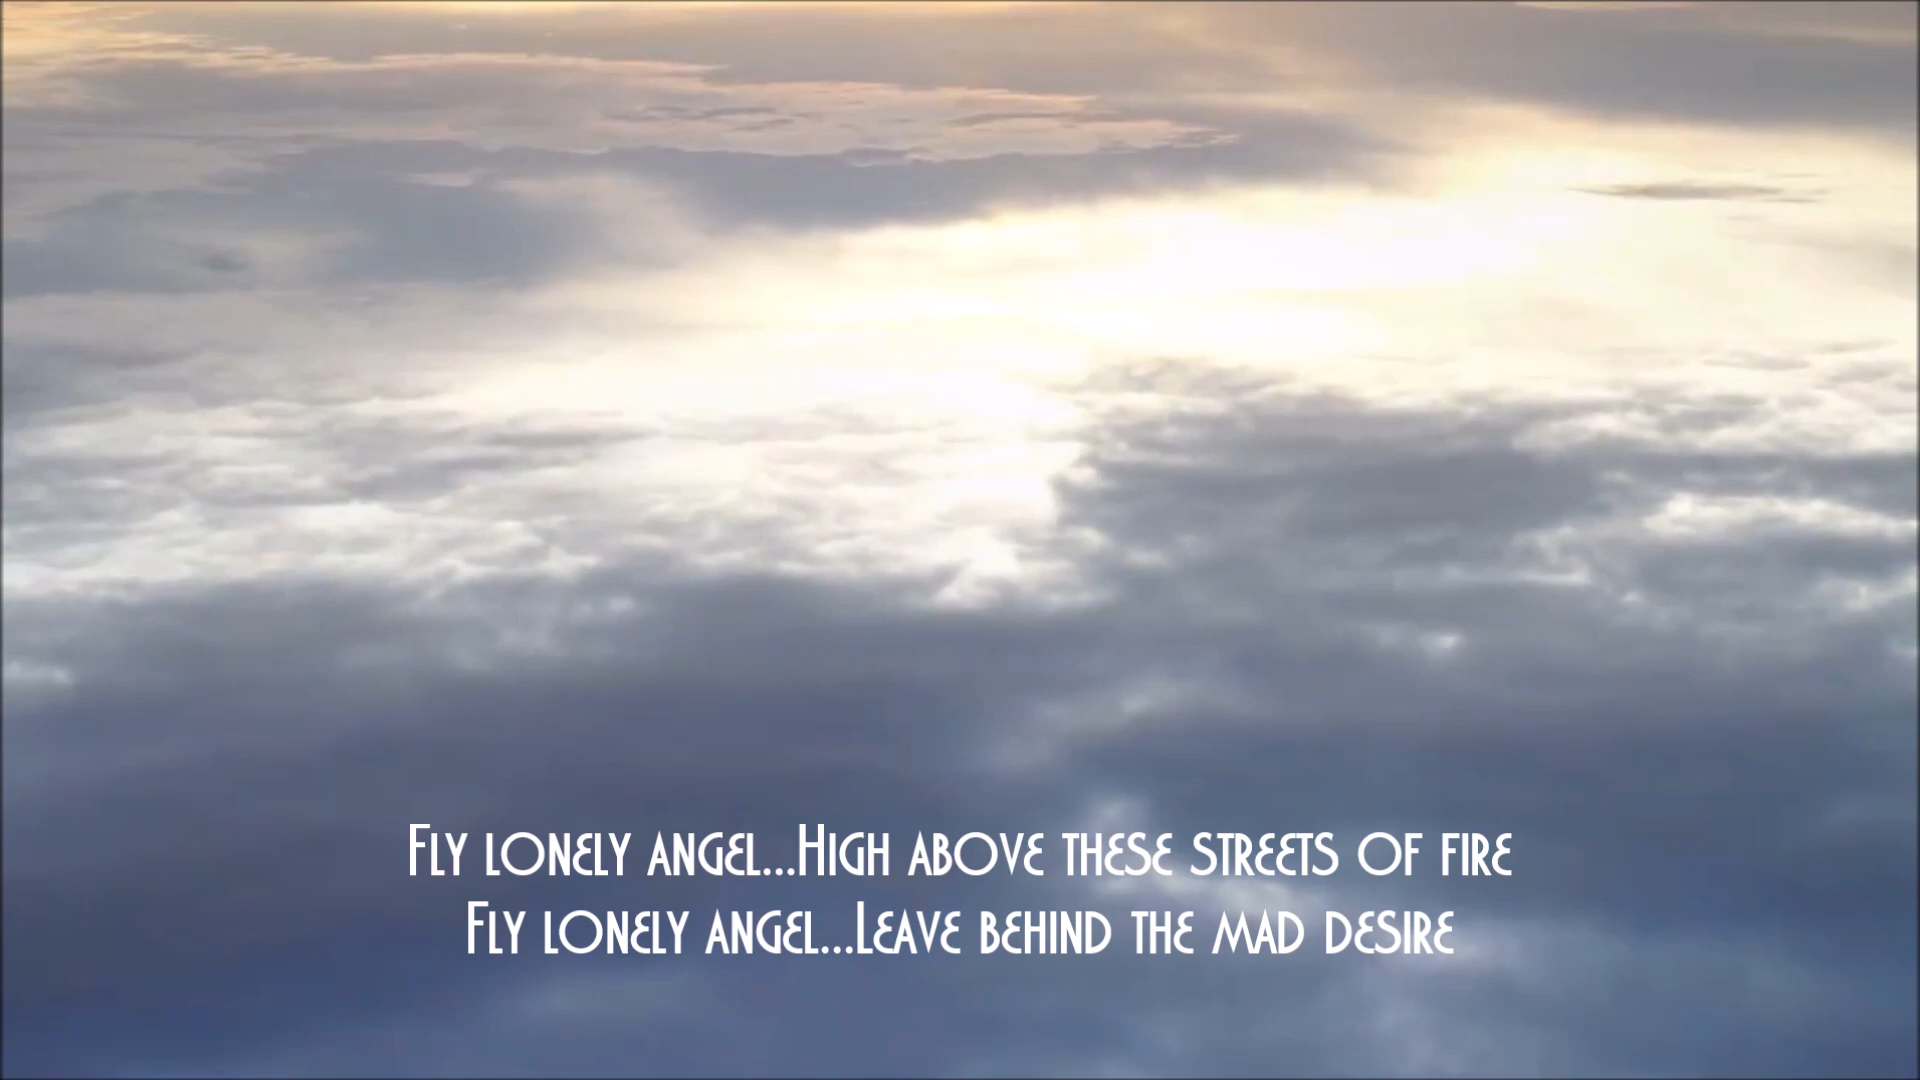 Fly lonely angel...High above these streets of fire
Fly lonely angel...Leave behind the mad desire